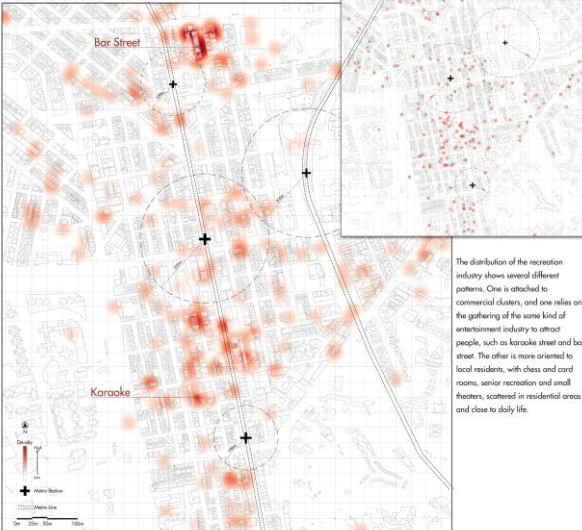 Bar Street
Karaoke
Density
High
Low
Metro Station
Metro Line
0m 25m 50m 100m
The distribution of the recreation
industry shows several different
patterns. One is attached to
commercial clusters, and one relies on
the gathering of the same kind of
entertainment industry to attract
people, such as karaoke street and bar
street. The other is more oriented to
local residents, with chess and card
rooms, senior recreation and small
theaters, scattered in residential areas
and close to daily life.